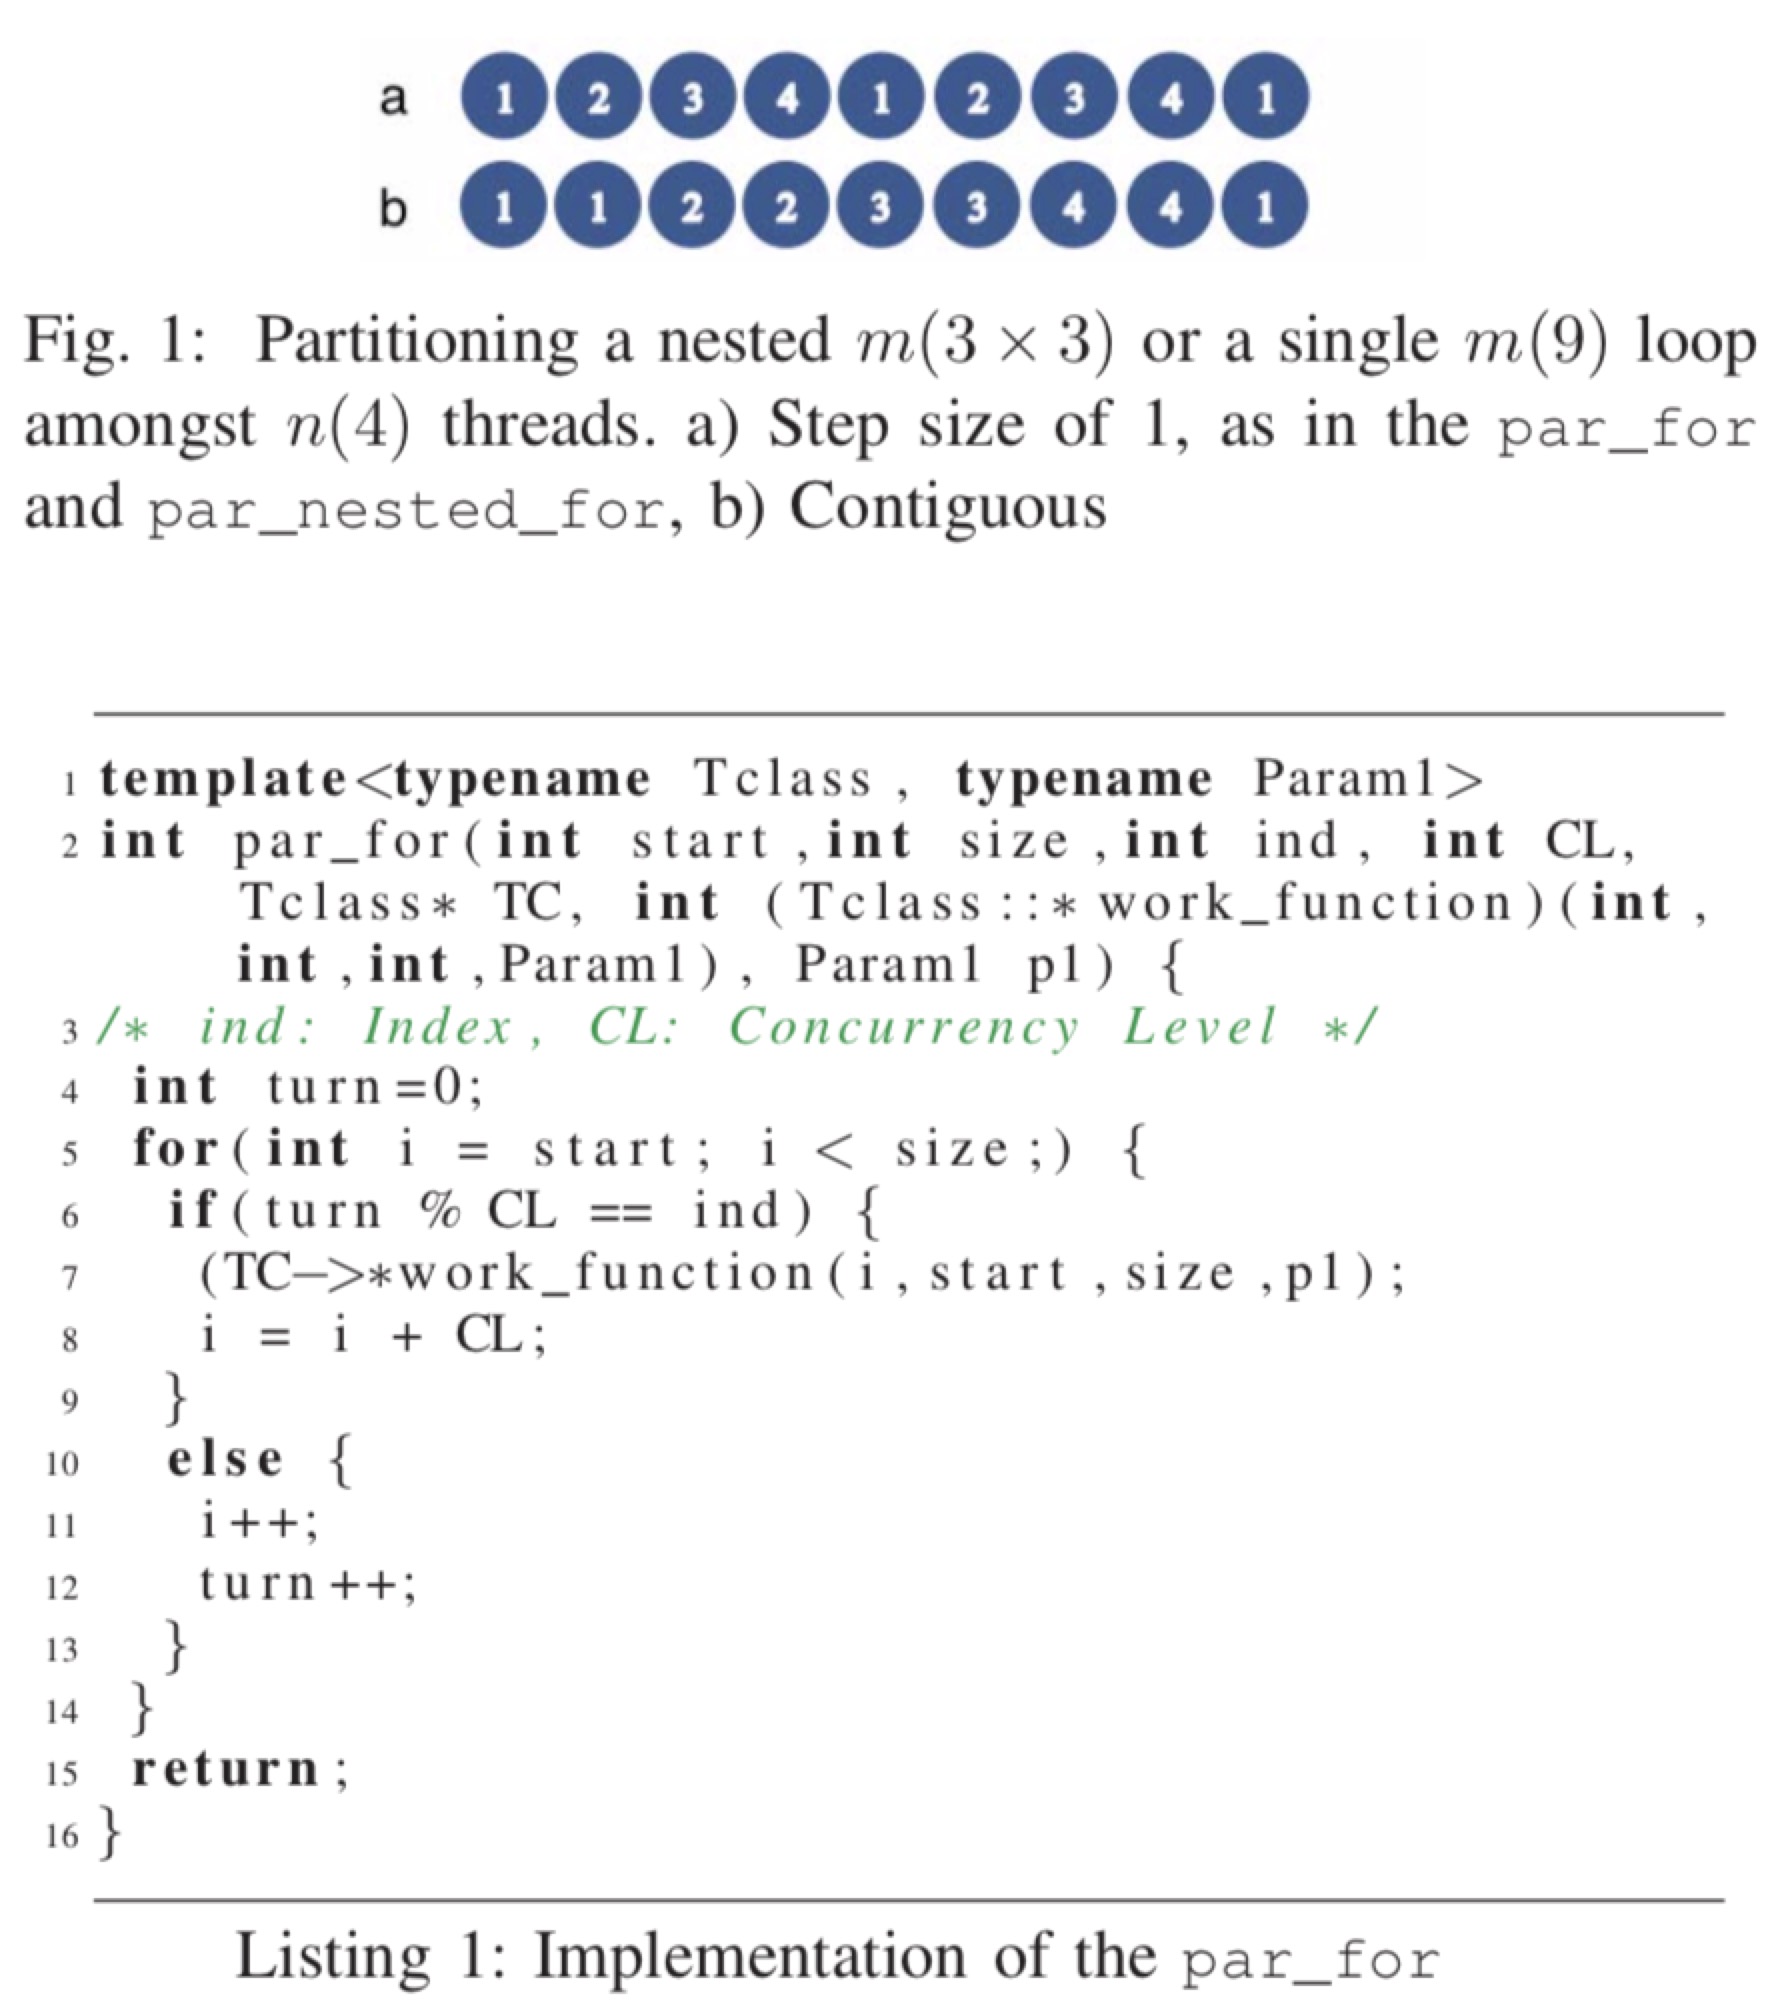 a 1 2 3 4 1 2 3 4 1
b 1 1 2 2 3 3 4 4 1
Fig. 1: Partitioning a nested m(3 × 3) or a single m(9) loop
amongst n(4) threads. a) Step size of 1, as in the par_for
and par_nested_for, b) Contiguous
1 template<typename Tclass, typename Param1>
2 int par_for(int start,int size,int ind, int CL,
Tclass* TC, int (Tclass::*work_function)(int,
int,int,Param1), Param1 p1) {
3 /* ind: Index, CL: Concurrency Level */
4 int turn=0;
5 for(int i = start; i < size;) {
6 if(turn % CL == ind) {
7 (TC->*work_function(i,start,size,p1);
8 i = i + CL;
9 }
10 else {
11 i++;
12 turn++;
13 }
14 }
15 return;
16 }
Listing 1: Implementation of the par_for